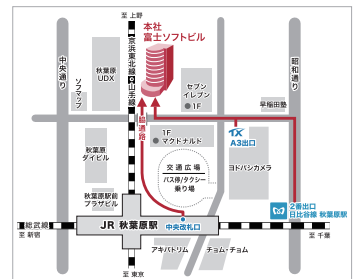 至 上野
中央通り
京浜東北線
山手線
本社
富士ソフトビル
昭和通り
ソフマップ
秋葉原
UDX
セブン
イレブン
1F
早稲田塾
脇道路
1F
マクドナルド
TX
A3出口
秋葉原
ダイビル
交通広場
バス停/タクシー
乗り場
ヨドバシカメラ
秋葉原駅前
プラザビル
2番出口
日比谷線 秋葉原駅
総武線
至 新宿
JR 秋葉原駅
中央改札口
至 千葉
アキバトリム
チョム・チョム
至 東京